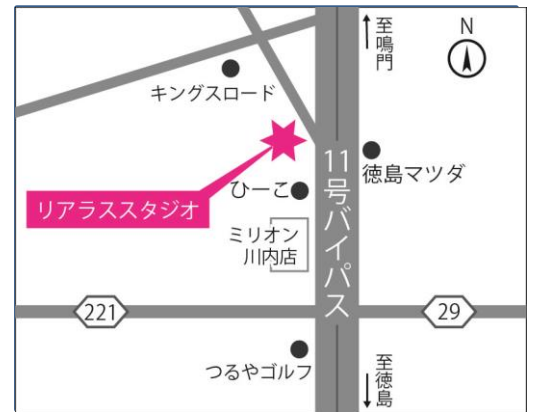 至鳴門
N
キングスロード
徳島マツダ
11号バイパス
リアラススタジオ
ひーこ
ミリオン
川内店
221
29
つるやゴルフ
至徳島